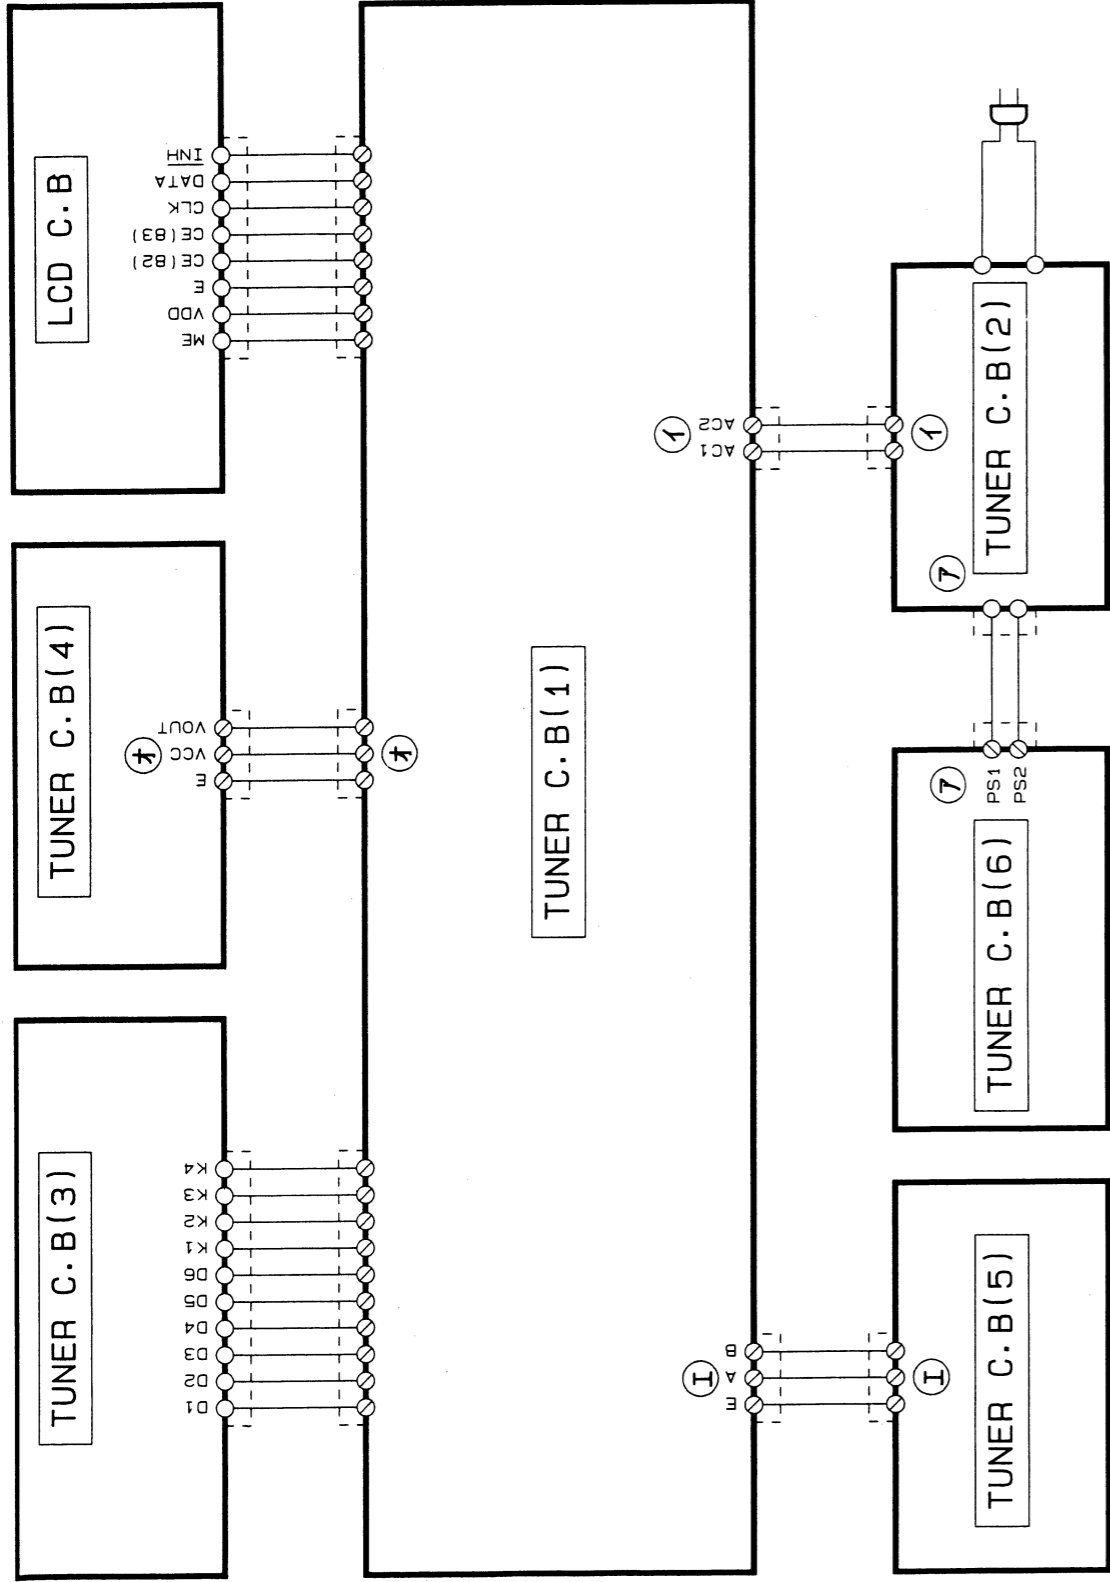 LCD C.B
INH
DATA
CLK
CE(83)
CE(82)
E
VDD
ME
TUNER C.B(4)
オ
VOUT
VCC
E
オ
TUNER C.B(3)
K4
K3
K2
K1
D6
D5
D4
D3
D2
D1
TUNER C.B(1)
イ
AC2
AC1
イ
エ
B
A
E
エ
TUNER C.B(2)
ア
ア
PS1
PS2
TUNER C.B(6)
TUNER C.B(5)